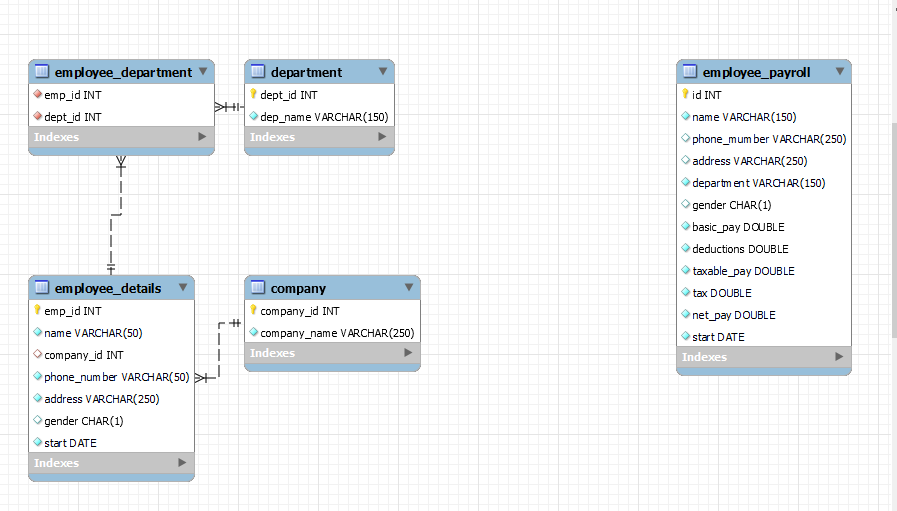 employee_department
emp_id INT
dept_id INT
Indexes
department
dept_id INT
dep_name VARCHAR(150)
Indexes
employee_payroll
id INT
name VARCHAR(150)
phone_mumber VARCHAR(250)
address VARCHAR(250)
department VARCHAR(150)
gender CHAR(1)
basic_pay DOUBLE
deductions DOUBLE
taxable_pay DOUBLE
tax DOUBLE
net_pay DOUBLE
start DATE
Indexes
employee_details
emp_id INT
name VARCHAR(50)
company_id INT
phone_number VARCHAR(50)
address VARCHAR(250)
gender CHAR(1)
start DATE
Indexes
company
company_id INT
company_name VARCHAR(250)
Indexes